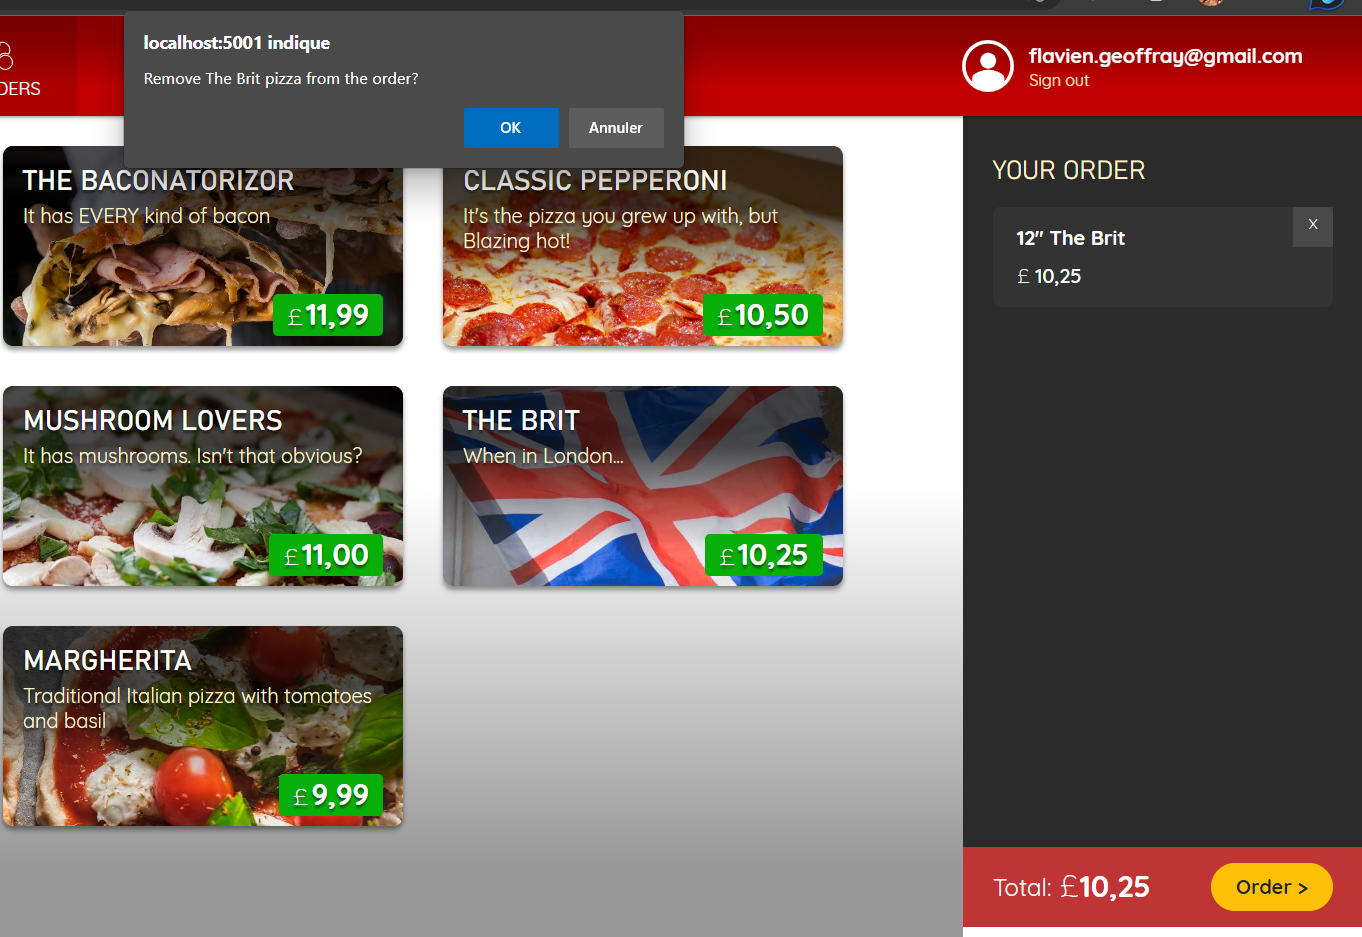 localhost:5001 indique
Remove The Brit pizza from the order?
OK
Annuler
DERS
flavien.geoffray@gmail.com
Sign out
THE BACONATORIZOR
It has EVERY kind of bacon
£11,99
CLASSIC PEPPERONI
It's the pizza you grew up with, but
Blazing hot!
£10,50
MUSHROOM LOVERS
It has mushrooms. Isn't that obvious?
£11,00
THE BRIT
When in London...
£10,25
MARGHERITA
Traditional Italian pizza with tomatoes
and basil
£9,99
YOUR ORDER
12" The Brit
X
£ 10,25
Total: £10,25
Order >